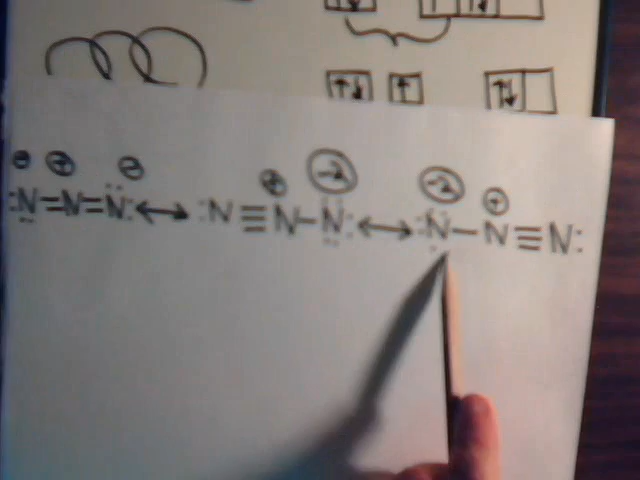 ⊖ ⊕ ⊖ ⊕ -2 -2 ⊕
:N=N=N: ↔ :N≡N-N: ↔ :N-N≡N: